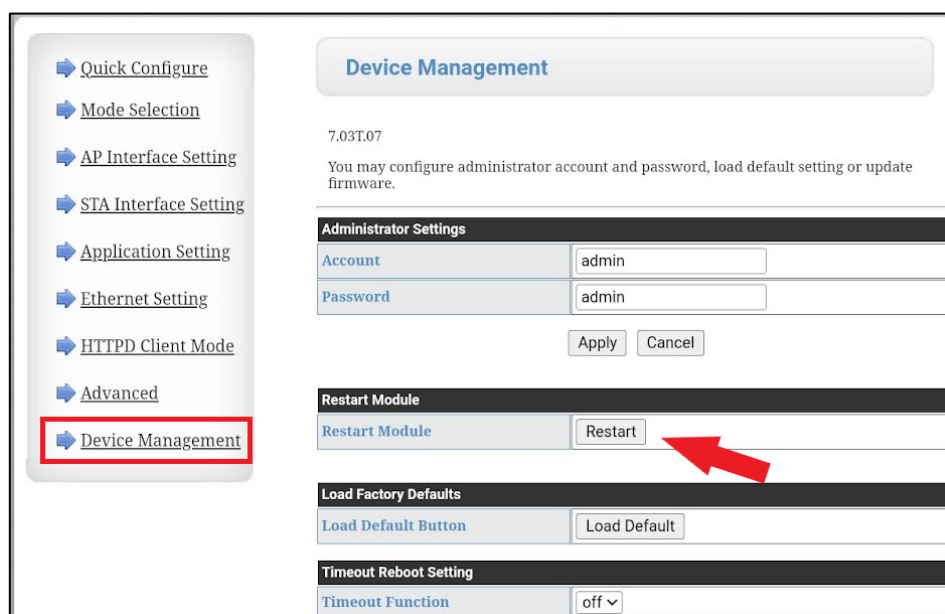 Quick Configure
Mode Selection
AP Interface Setting
STA Interface Setting
Application Setting
Ethernet Setting
HTTPD Client Mode
Advanced
Device Management
Device Management
7.03T.07
You may configure administrator account and password, load default setting or update
firmware.
Administrator Settings
Account admin
Password admin
Apply Cancel
Restart Module
Restart Module Restart
Load Factory Defaults
Load Default Button Load Default
Timeout Reboot Setting
Timeout Function off